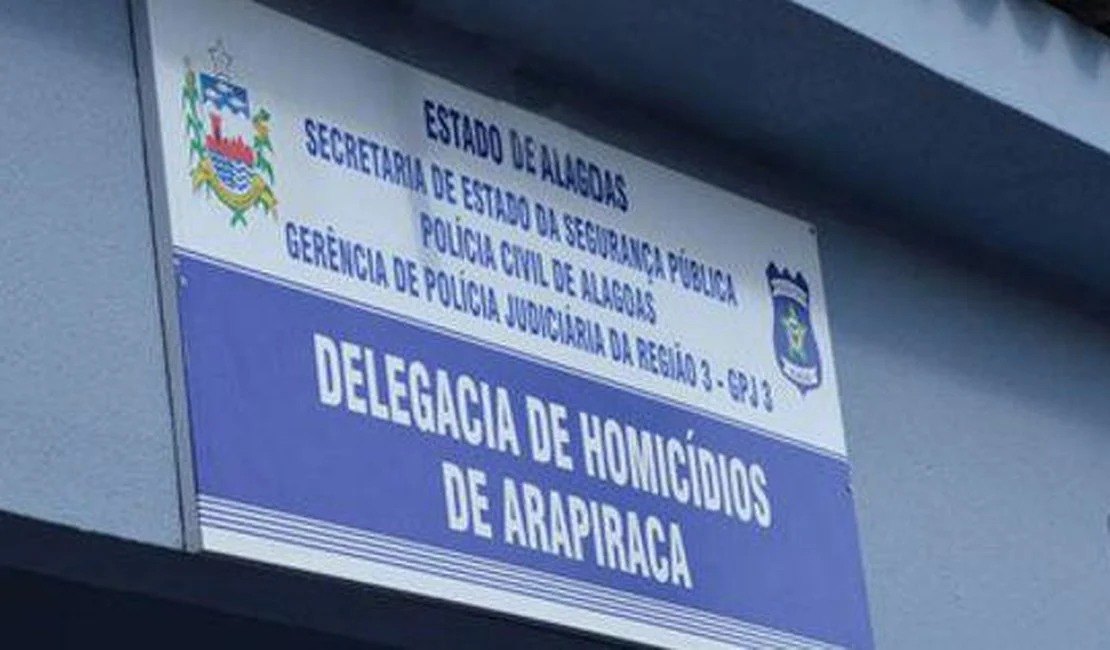 ESTADO DE ALAGOAS
SECRETARIA DE ESTADO DA SEGURANÇA PÚBLICA
POLÍCIA CIVIL DE ALAGOAS
GERÊNCIA DE POLÍCIA JUDICIÁRIA DA REGIÃO 3 - GPJ 3
DELEGACIA DE HOMICÍDIOS
DE ARAPIRACA